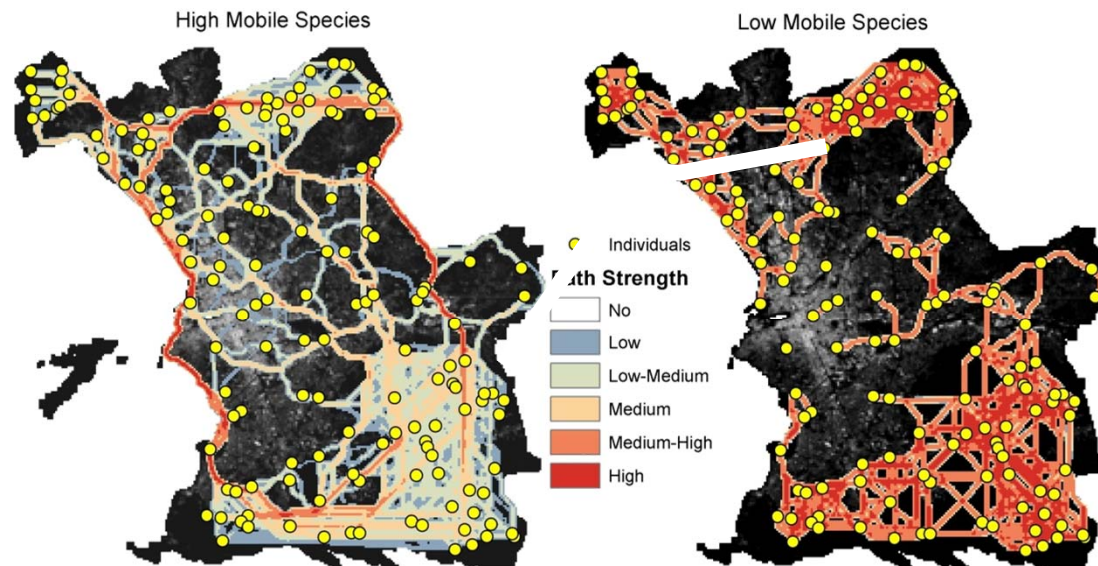 High Mobile Species
Low Mobile Species
Individuals
ath Strength
No
Low
Low-Medium
Medium
Medium-High
High